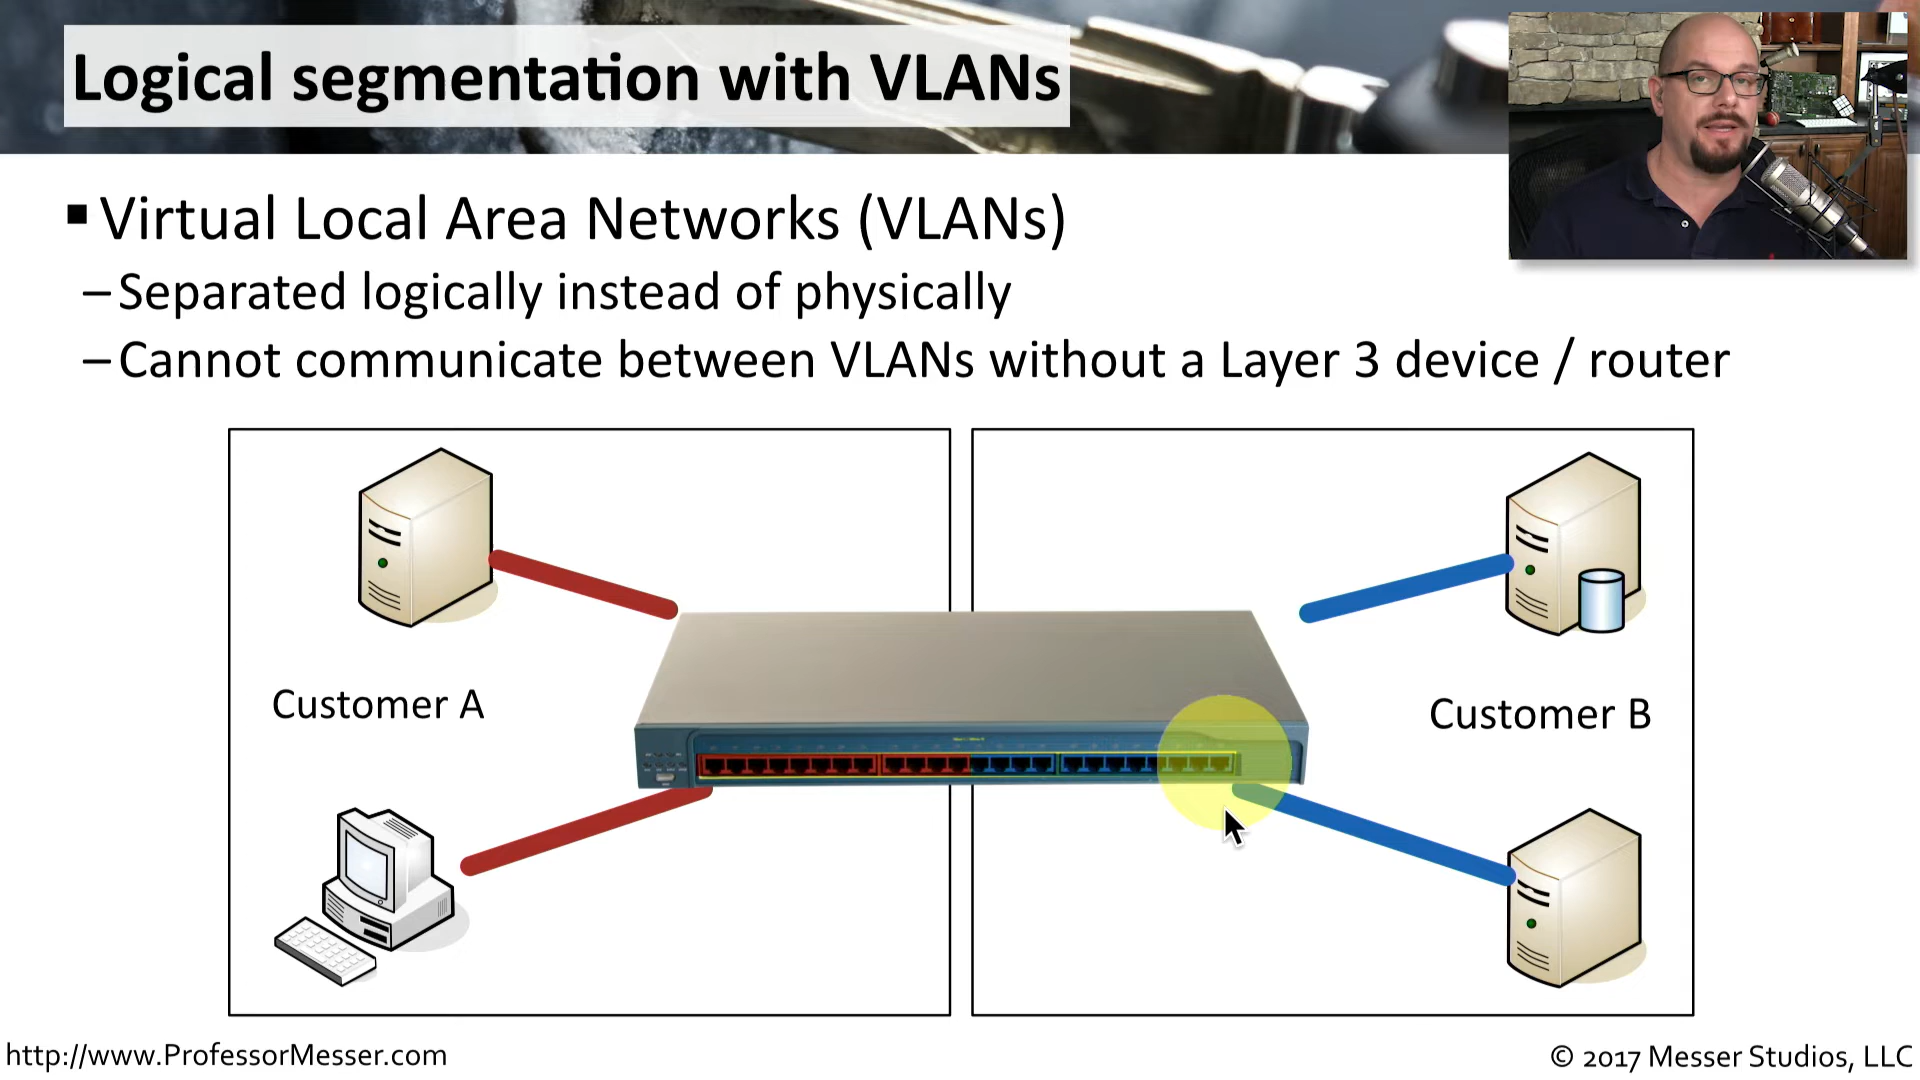 Logical segmentation with VLANs
▪ Virtual Local Area Networks (VLANs)
– Separated logically instead of physically
– Cannot communicate between VLANs without a Layer 3 device / router
Customer A
Customer B
http://www.ProfessorMesser.com
© 2017 Messer Studios, LLC